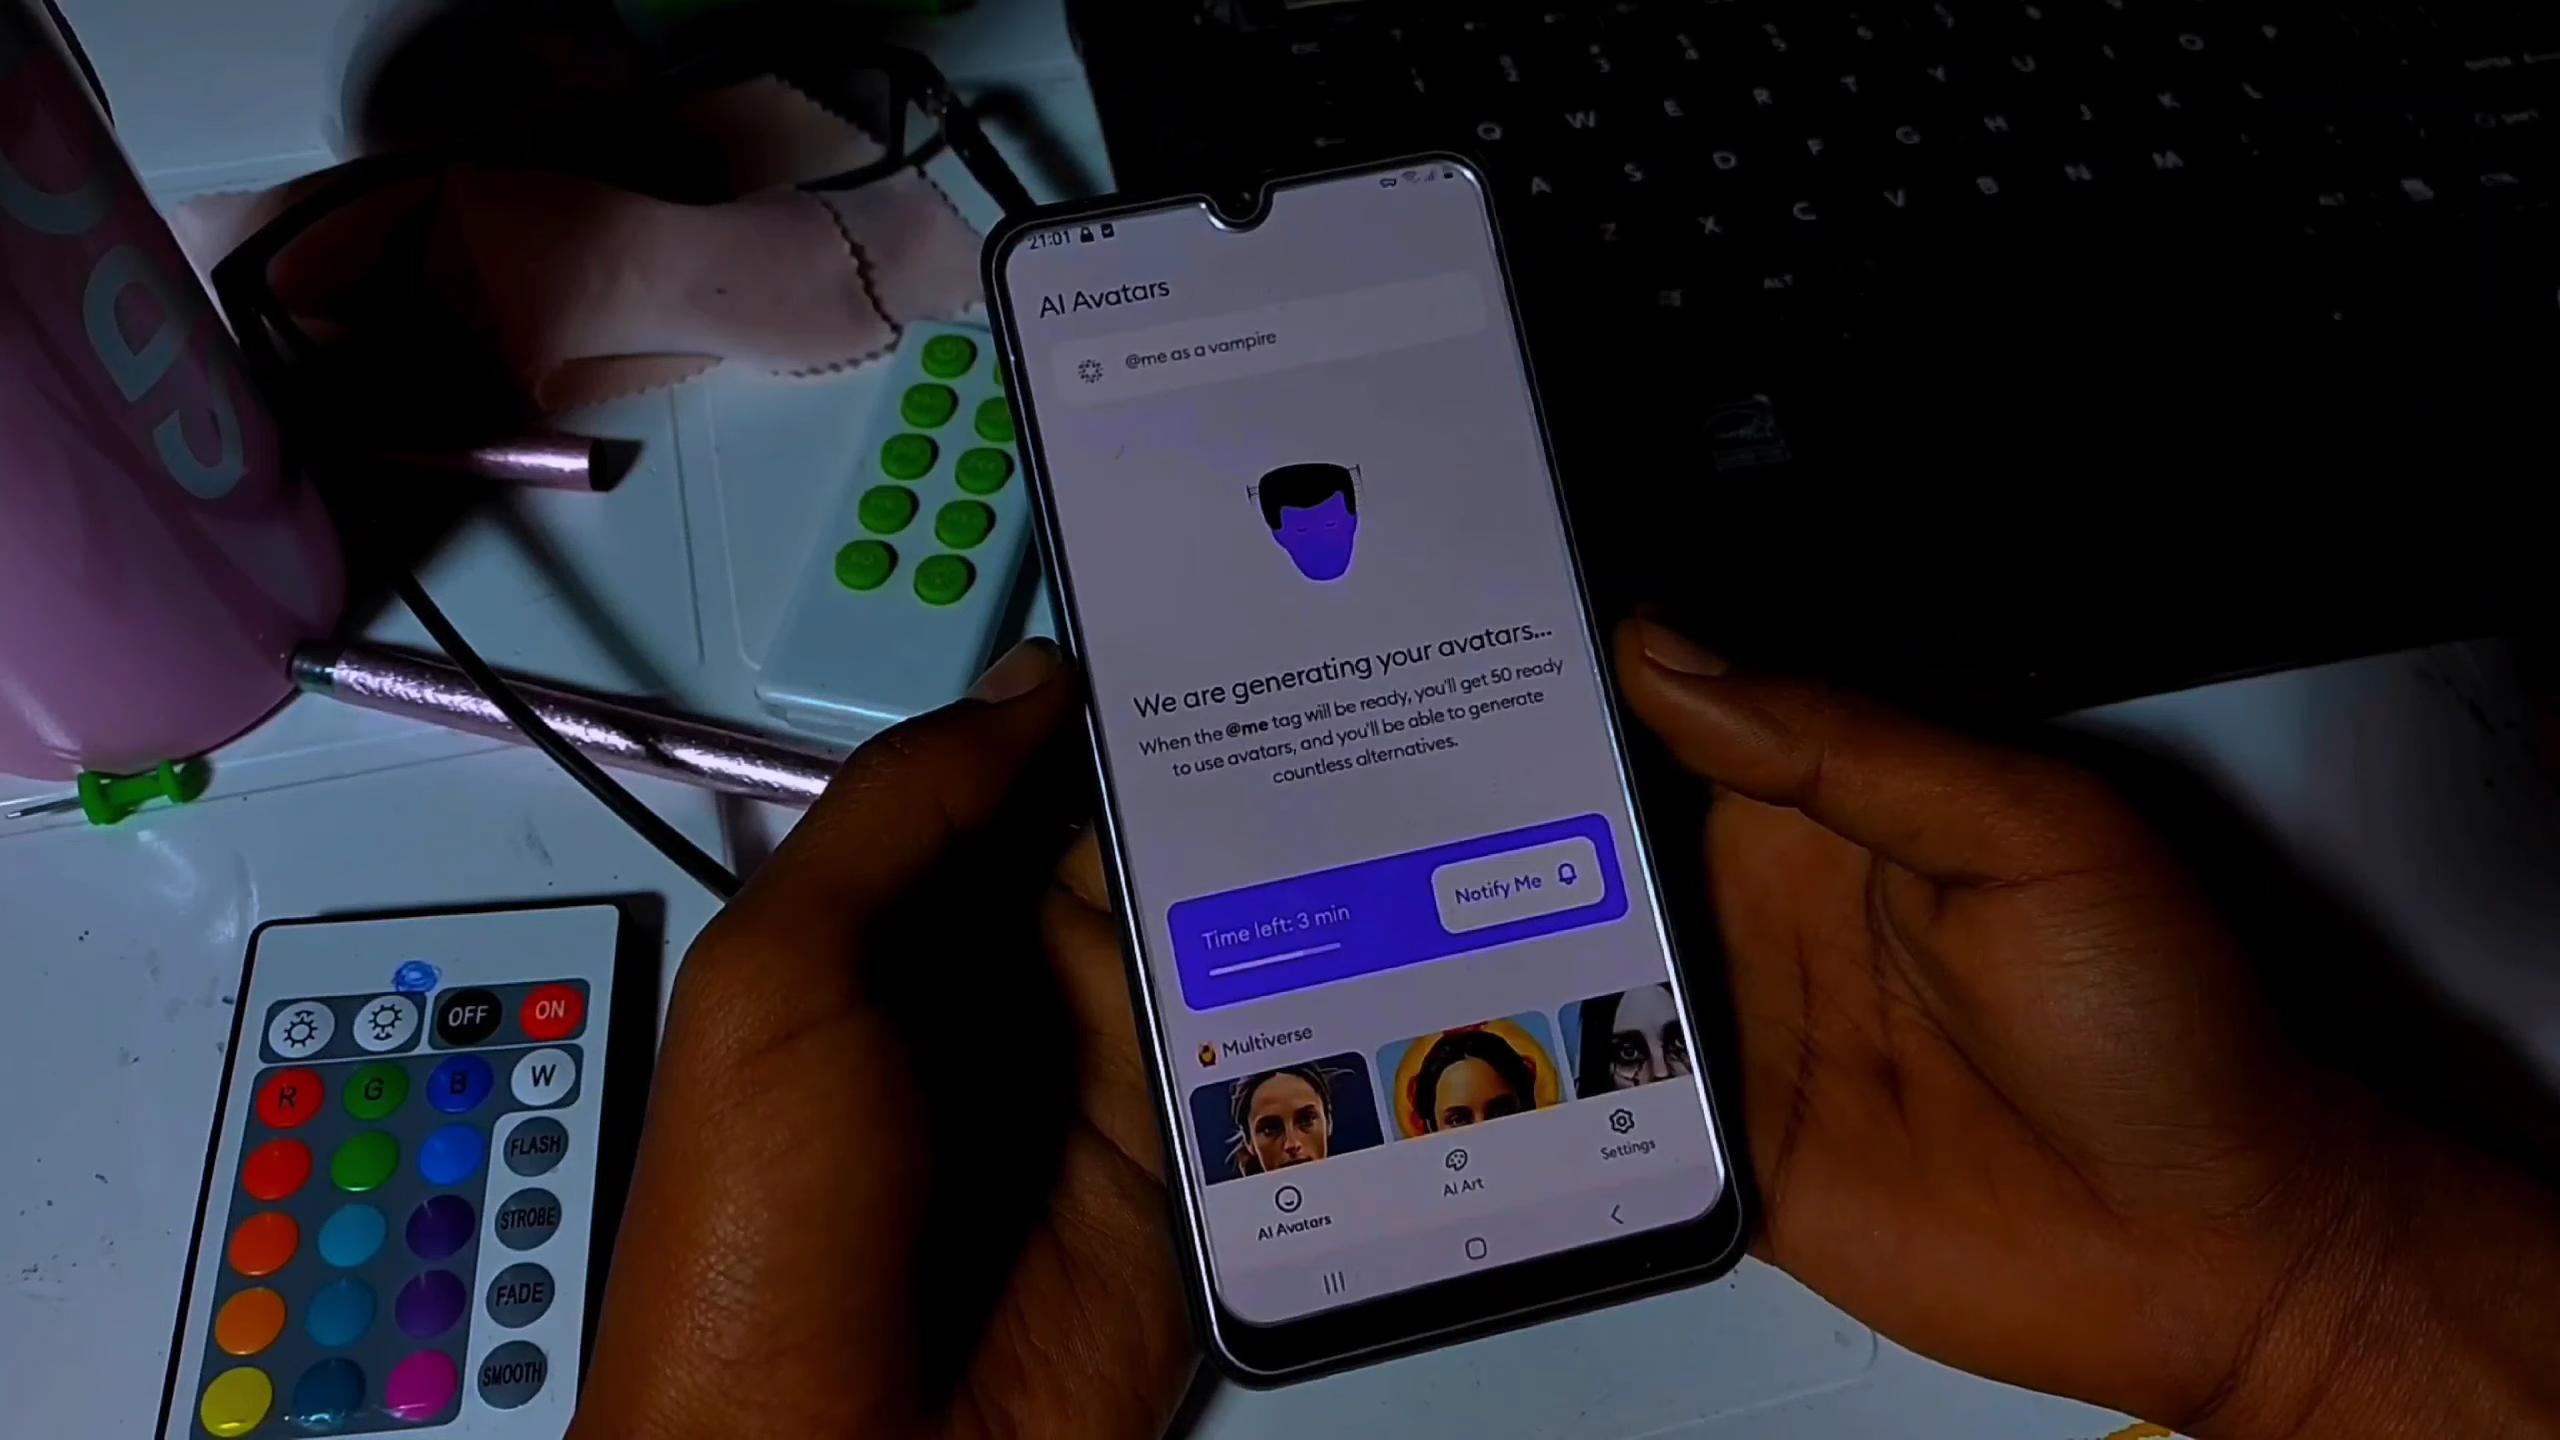 21:01
AI Avatars
@me as a vampire
We are generating your avatars...
When the @me tag will be ready, you'll get 50 ready
to use avatars, and you'll be able to generate
countless alternatives.
Time left: 3 min
Notify Me
Multiverse
AI Avatars
AI Art
Settings
OFF
ON
R
G
B
W
FLASH
STROBE
FADE
SMOOTH
Q W E R T Y U I O P
A S D F G H J K L
Z X C V B N M
ALT